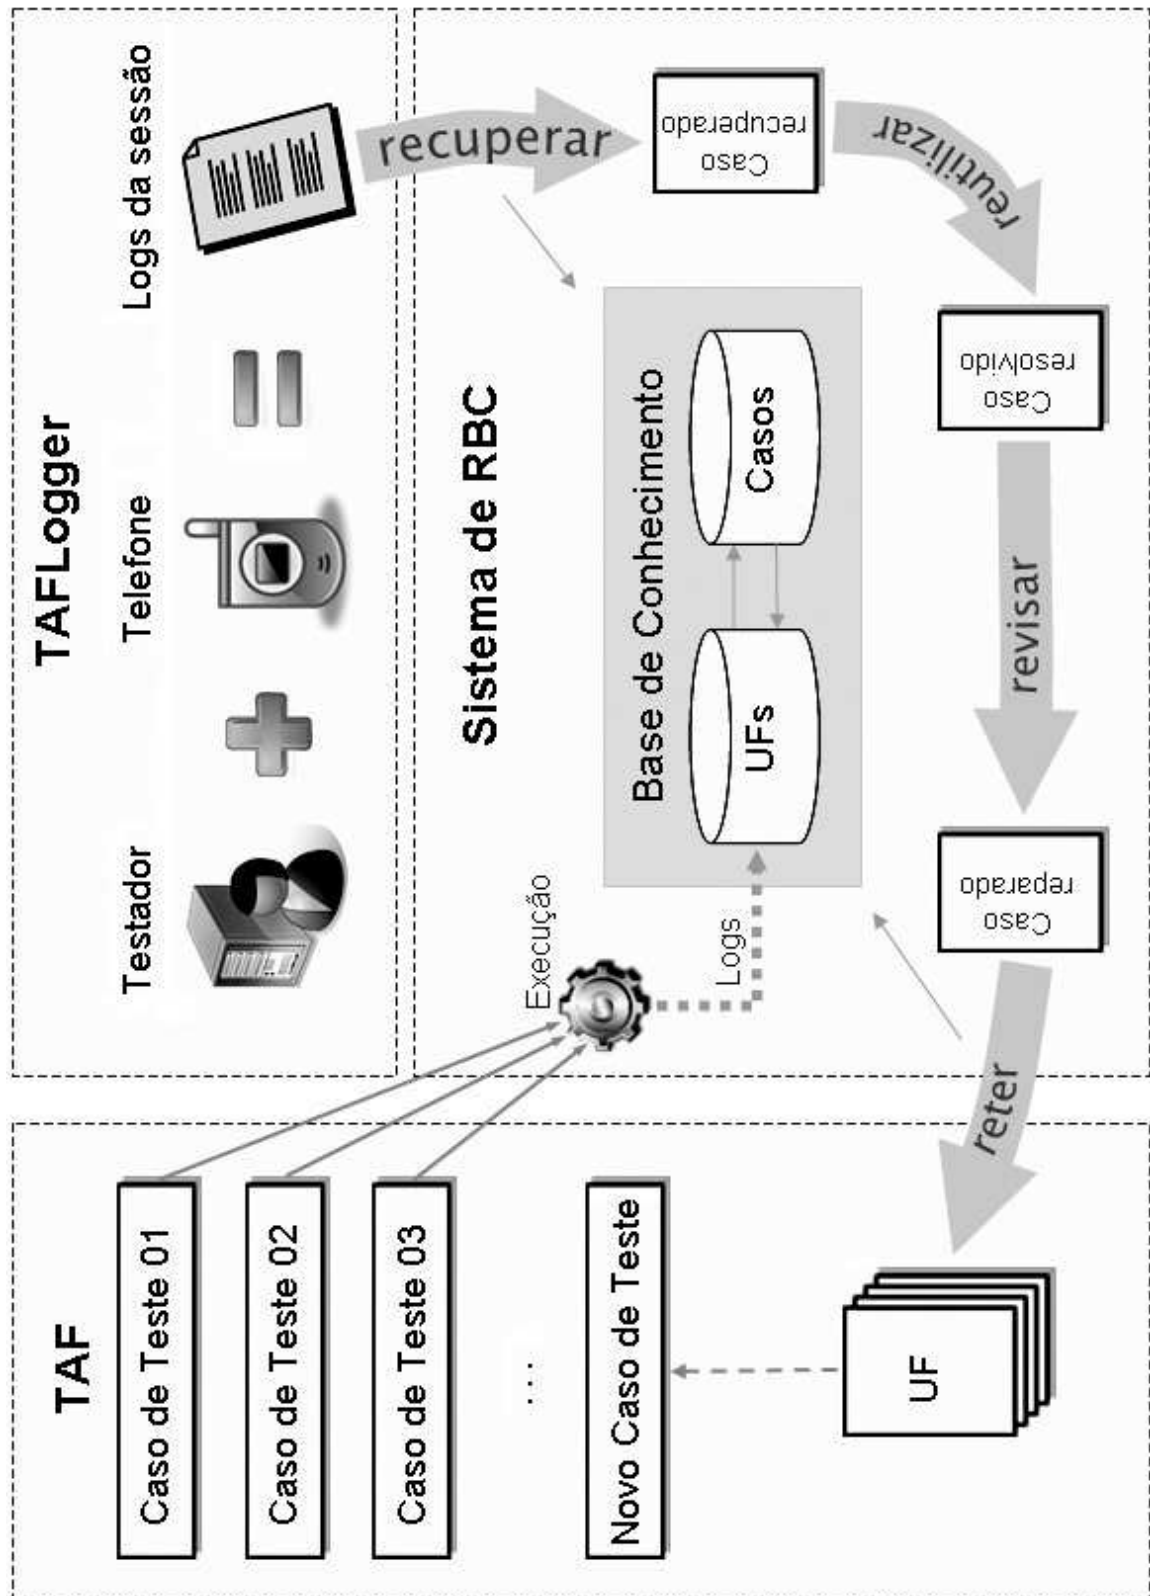 TAF
Caso de Teste 01
Caso de Teste 02
Caso de Teste 03
...
Novo Caso de Teste
UF
TAFLogger
Testador
Telefone
Logs da sessão
Sistema de RBC
Execução
Logs
Base de Conhecimento
UFs
Casos
recuperar
Caso
recuperado
reutilizar
Caso
resolvido
revisar
Caso
reparado
reter